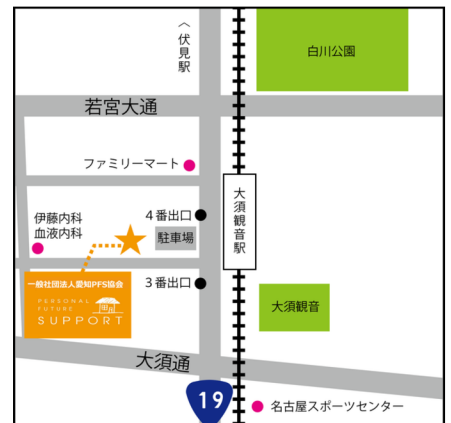 〈伏見駅
白川公園
若宮大通
ファミリーマート
大須観音駅
4番出口
伊藤内科
血液内科
駐車場
一般社団法人愛知PFS協会
PERSONAL
FUTURE
SUPPORT
3番出口
大須観音
大須通
19
名古屋スポーツセンター